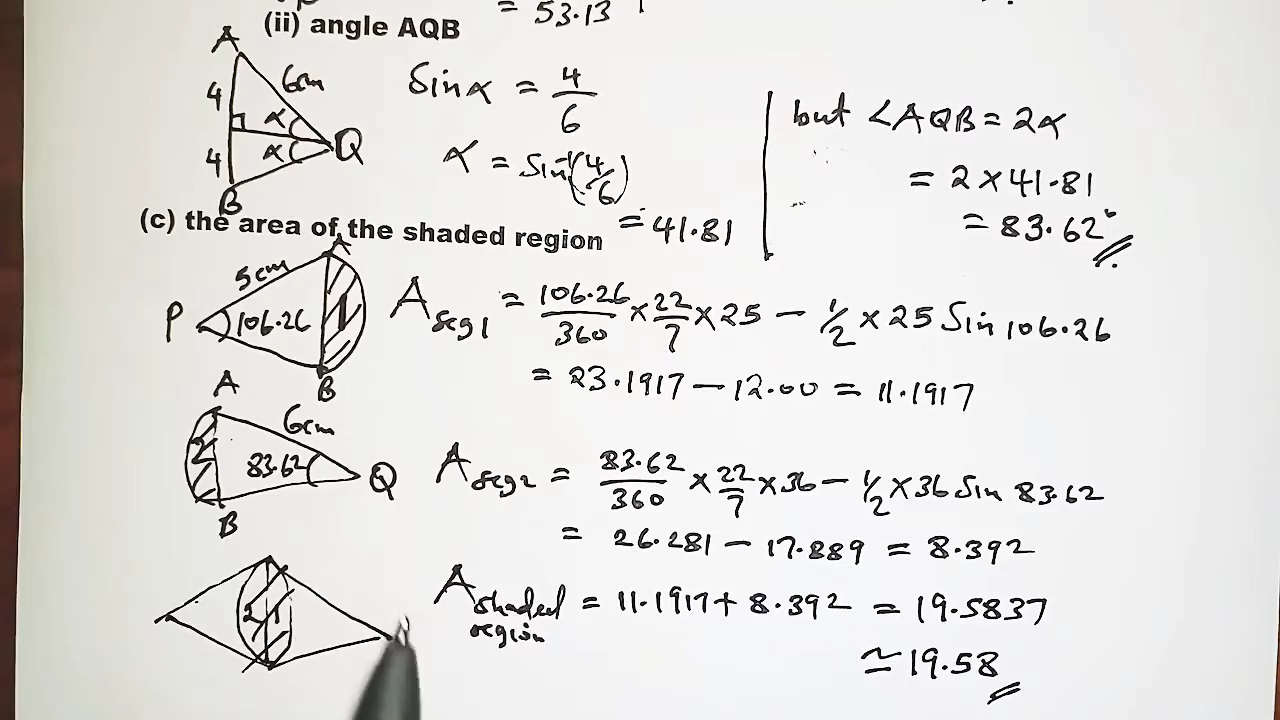 = 53.13
(ii) angle AQB
A
4
6cm
α
α
4
Q
B
Sinα = 4/6
α = Sin⁻¹(4/6)
= 41.81
but ∠AQB = 2α
= 2 × 41.81
= 83.62°
(c) the area of the shaded region
A
5cm
P
106.26
1
B
A seg1 = 106.26/360 × 22/7 × 25 – 1/2 × 25 Sin 106.26
= 23.1917 – 12.00 = 11.1917
A
6cm
2
83.62
Q
B
A seg2 = 83.62/360 × 22/7 × 36 – 1/2 × 36 Sin 83.62
= 26.281 – 17.889 = 8.392
2 1
A shaded region = 11.1917 + 8.392 = 19.5837
≃ 19.58